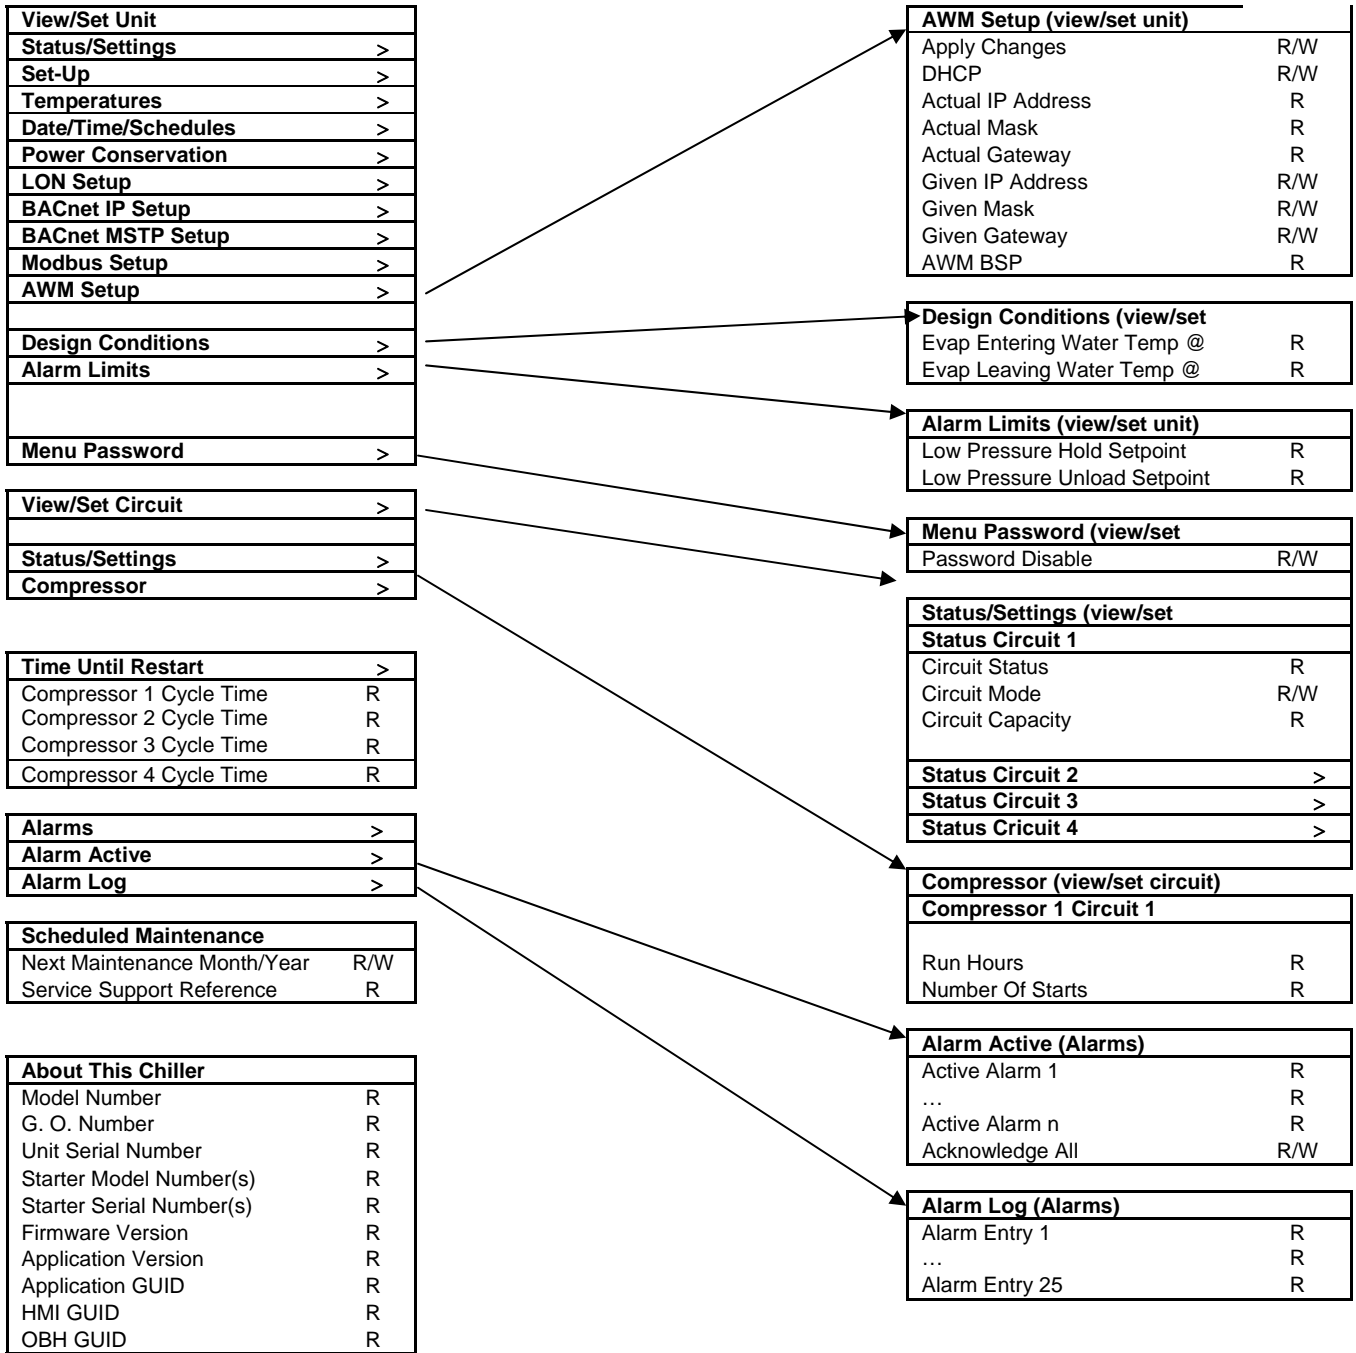 View/Set Unit
Status/Settings >
Set-Up >
Temperatures >
Date/Time/Schedules >
Power Conservation >
LON Setup >
BACnet IP Setup >
BACnet MSTP Setup >
Modbus Setup >
AWM Setup >
Design Conditions >
Alarm Limits >
Menu Password >
View/Set Circuit >
Status/Settings >
Compressor >
Time Until Restart >
Compressor 1 Cycle Time R
Compressor 2 Cycle Time R
Compressor 3 Cycle Time R
Compressor 4 Cycle Time R
Alarms >
Alarm Active >
Alarm Log >
Scheduled Maintenance
Next Maintenance Month/Year R/W
Service Support Reference R
About This Chiller
Model Number R
G. O. Number R
Unit Serial Number R
Starter Model Number(s) R
Starter Serial Number(s) R
Firmware Version R
Application Version R
Application GUID R
HMI GUID R
OBH GUID R
AWM Setup (view/set unit)
Apply Changes R/W
DHCP R/W
Actual IP Address R
Actual Mask R
Actual Gateway R
Given IP Address R/W
Given Mask R/W
Given Gateway R/W
AWM BSP R
Design Conditions (view/set
Evap Entering Water Temp @ R
Evap Leaving Water Temp @ R
Alarm Limits (view/set unit)
Low Pressure Hold Setpoint R
Low Pressure Unload Setpoint R
Menu Password (view/set
Password Disable R/W
Status/Settings (view/set
Status Circuit 1
Circuit Status R
Circuit Mode R/W
Circuit Capacity R
Status Circuit 2 >
Status Circuit 3 >
Status Cricuit 4 >
Compressor (view/set circuit)
Compressor 1 Circuit 1
Run Hours R
Number Of Starts R
Alarm Active (Alarms)
Active Alarm 1 R
… R
Active Alarm n R
Acknowledge All R/W
Alarm Log (Alarms)
Alarm Entry 1 R
… R
Alarm Entry 25 R